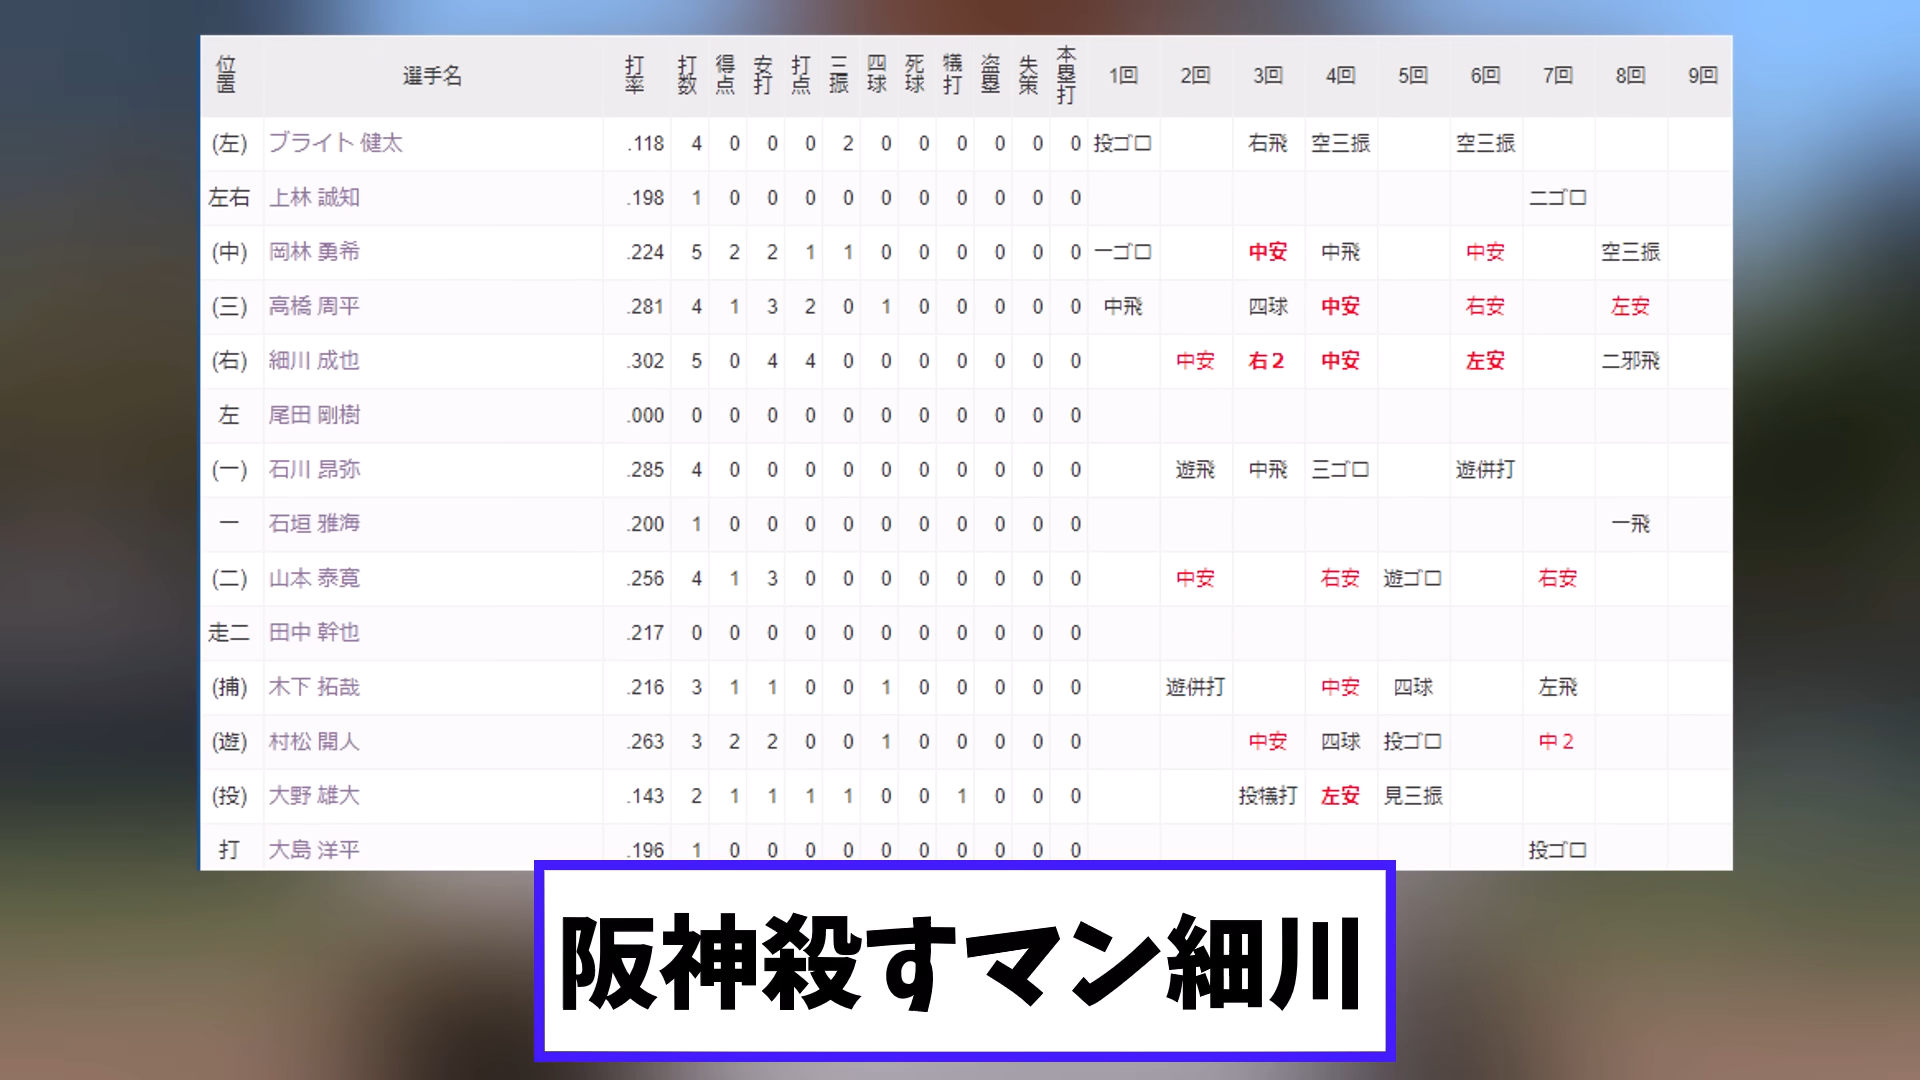 位置 選手名 打率 打数 得点 安打 打点 三振 四球 死球 犠打 盗塁 失策 本塁打 1回 2回 3回 4回 5回 6回 7回 8回 9回
(左) ブライト 健太 .118 4 0 0 0 2 0 0 0 0 0 0 投ゴロ 右飛 空三振 空三振
左右 上林 誠知 .198 1 0 0 0 0 0 0 0 0 0 0 二ゴロ
(中) 岡林 勇希 .224 5 2 2 1 1 0 0 0 0 0 0 一ゴロ 中安 中飛 中安 空三振
(三) 高橋 周平 .281 4 1 3 2 0 1 0 0 0 0 0 中飛 四球 中安 右安 左安
(右) 細川 成也 .302 5 0 4 4 0 0 0 0 0 0 0 中安 右2 中安 左安 二邪飛
左 尾田 剛樹 .000 0 0 0 0 0 0 0 0 0 0 0
(一) 石川 昂弥 .285 4 0 0 0 0 0 0 0 0 0 0 遊飛 中飛 三ゴロ 遊併打
一 石垣 雅海 .200 1 0 0 0 0 0 0 0 0 0 0 一飛
(二) 山本 泰寛 .256 4 1 3 0 0 0 0 0 0 0 0 中安 右安 遊ゴロ 右安
走二 田中 幹也 .217 0 0 0 0 0 0 0 0 0 0 0
(捕) 木下 拓哉 .216 3 1 1 0 0 1 0 0 0 0 0 遊併打 中安 四球 左飛
(遊) 村松 開人 .263 3 2 2 0 0 1 0 0 0 0 0 中安 四球 投ゴロ 中2
(投) 大野 雄大 .143 2 1 1 1 1 0 0 1 0 0 0 投犠打 左安 見三振
打 大島 洋平 .196 1 0 0 0 0 0 0 0 0 0 0 投ゴロ
阪神殺すマン細川